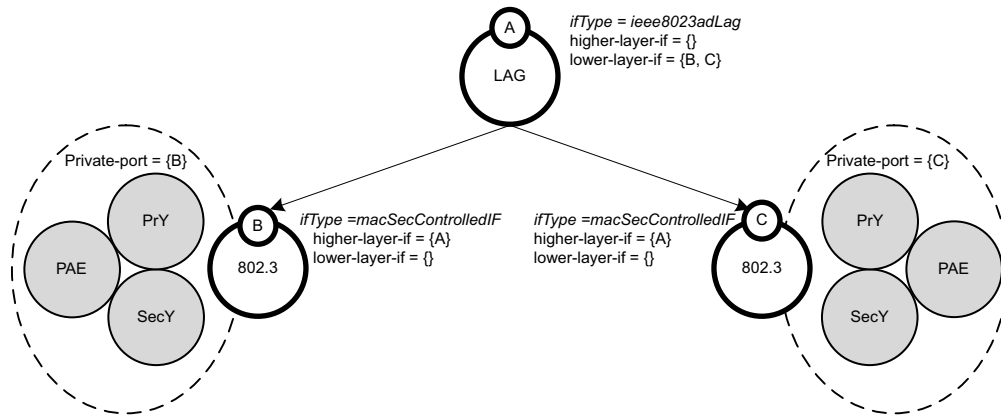 A
LAG
ifType = ieee8023adLag
higher-layer-if = {}
lower-layer-if = {B, C}
Private-port = {B}
PrY
PAE
SecY
B
802.3
ifType =macSecControlledIF
higher-layer-if = {A}
lower-layer-if = {}
ifType =macSecControlledIF
higher-layer-if = {A}
lower-layer-if = {}
C
802.3
Private-port = {C}
PrY
PAE
SecY